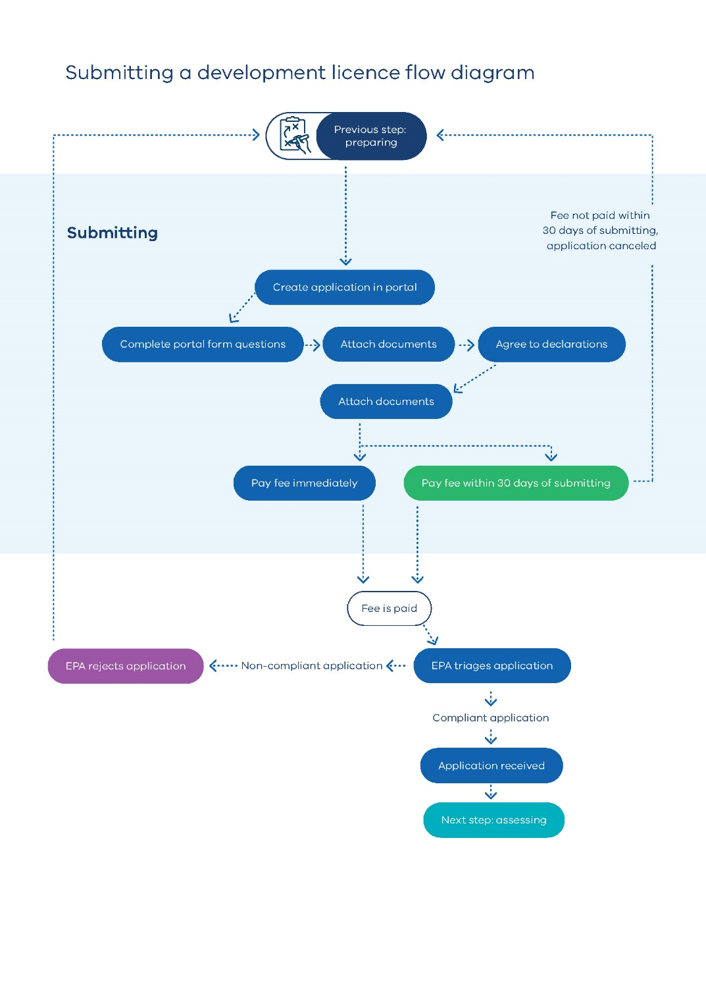 Submitting a development licence flow diagram
Previous step:
preparing
Fee not paid within
30 days of submitting,
application canceled
Submitting
Create application in portal
Complete portal form questions
Attach documents
Agree to declarations
Attach documents
Pay fee immediately
Pay fee within 30 days of submitting
Fee is paid
EPA rejects application
Non-compliant application
EPA triages application
Compliant application
Application received
Next step: assessing